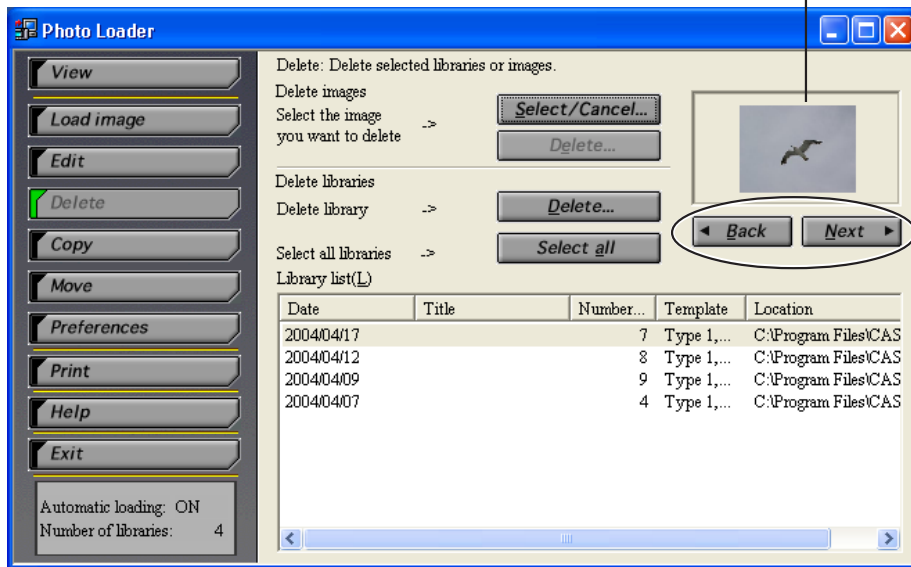 Photo Loader
View
Load image
Edit
Delete
Copy
Move
Preferences
Print
Help
Exit
Automatic loading: ON
Number of libraries: 4
Delete: Delete selected libraries or images.
Delete images
Select the image
you want to delete
->
Select/Cancel...
Delete...
Delete libraries
Delete library -> Delete...
Select all libraries -> Select all
Back Next
Library list(L)
Date Title Number... Template Location
2004/04/17 7 Type 1,... C:\Program Files\CAS
2004/04/12 8 Type 1,... C:\Program Files\CAS
2004/04/09 9 Type 1,... C:\Program Files\CAS
2004/04/07 4 Type 1,... C:\Program Files\CAS